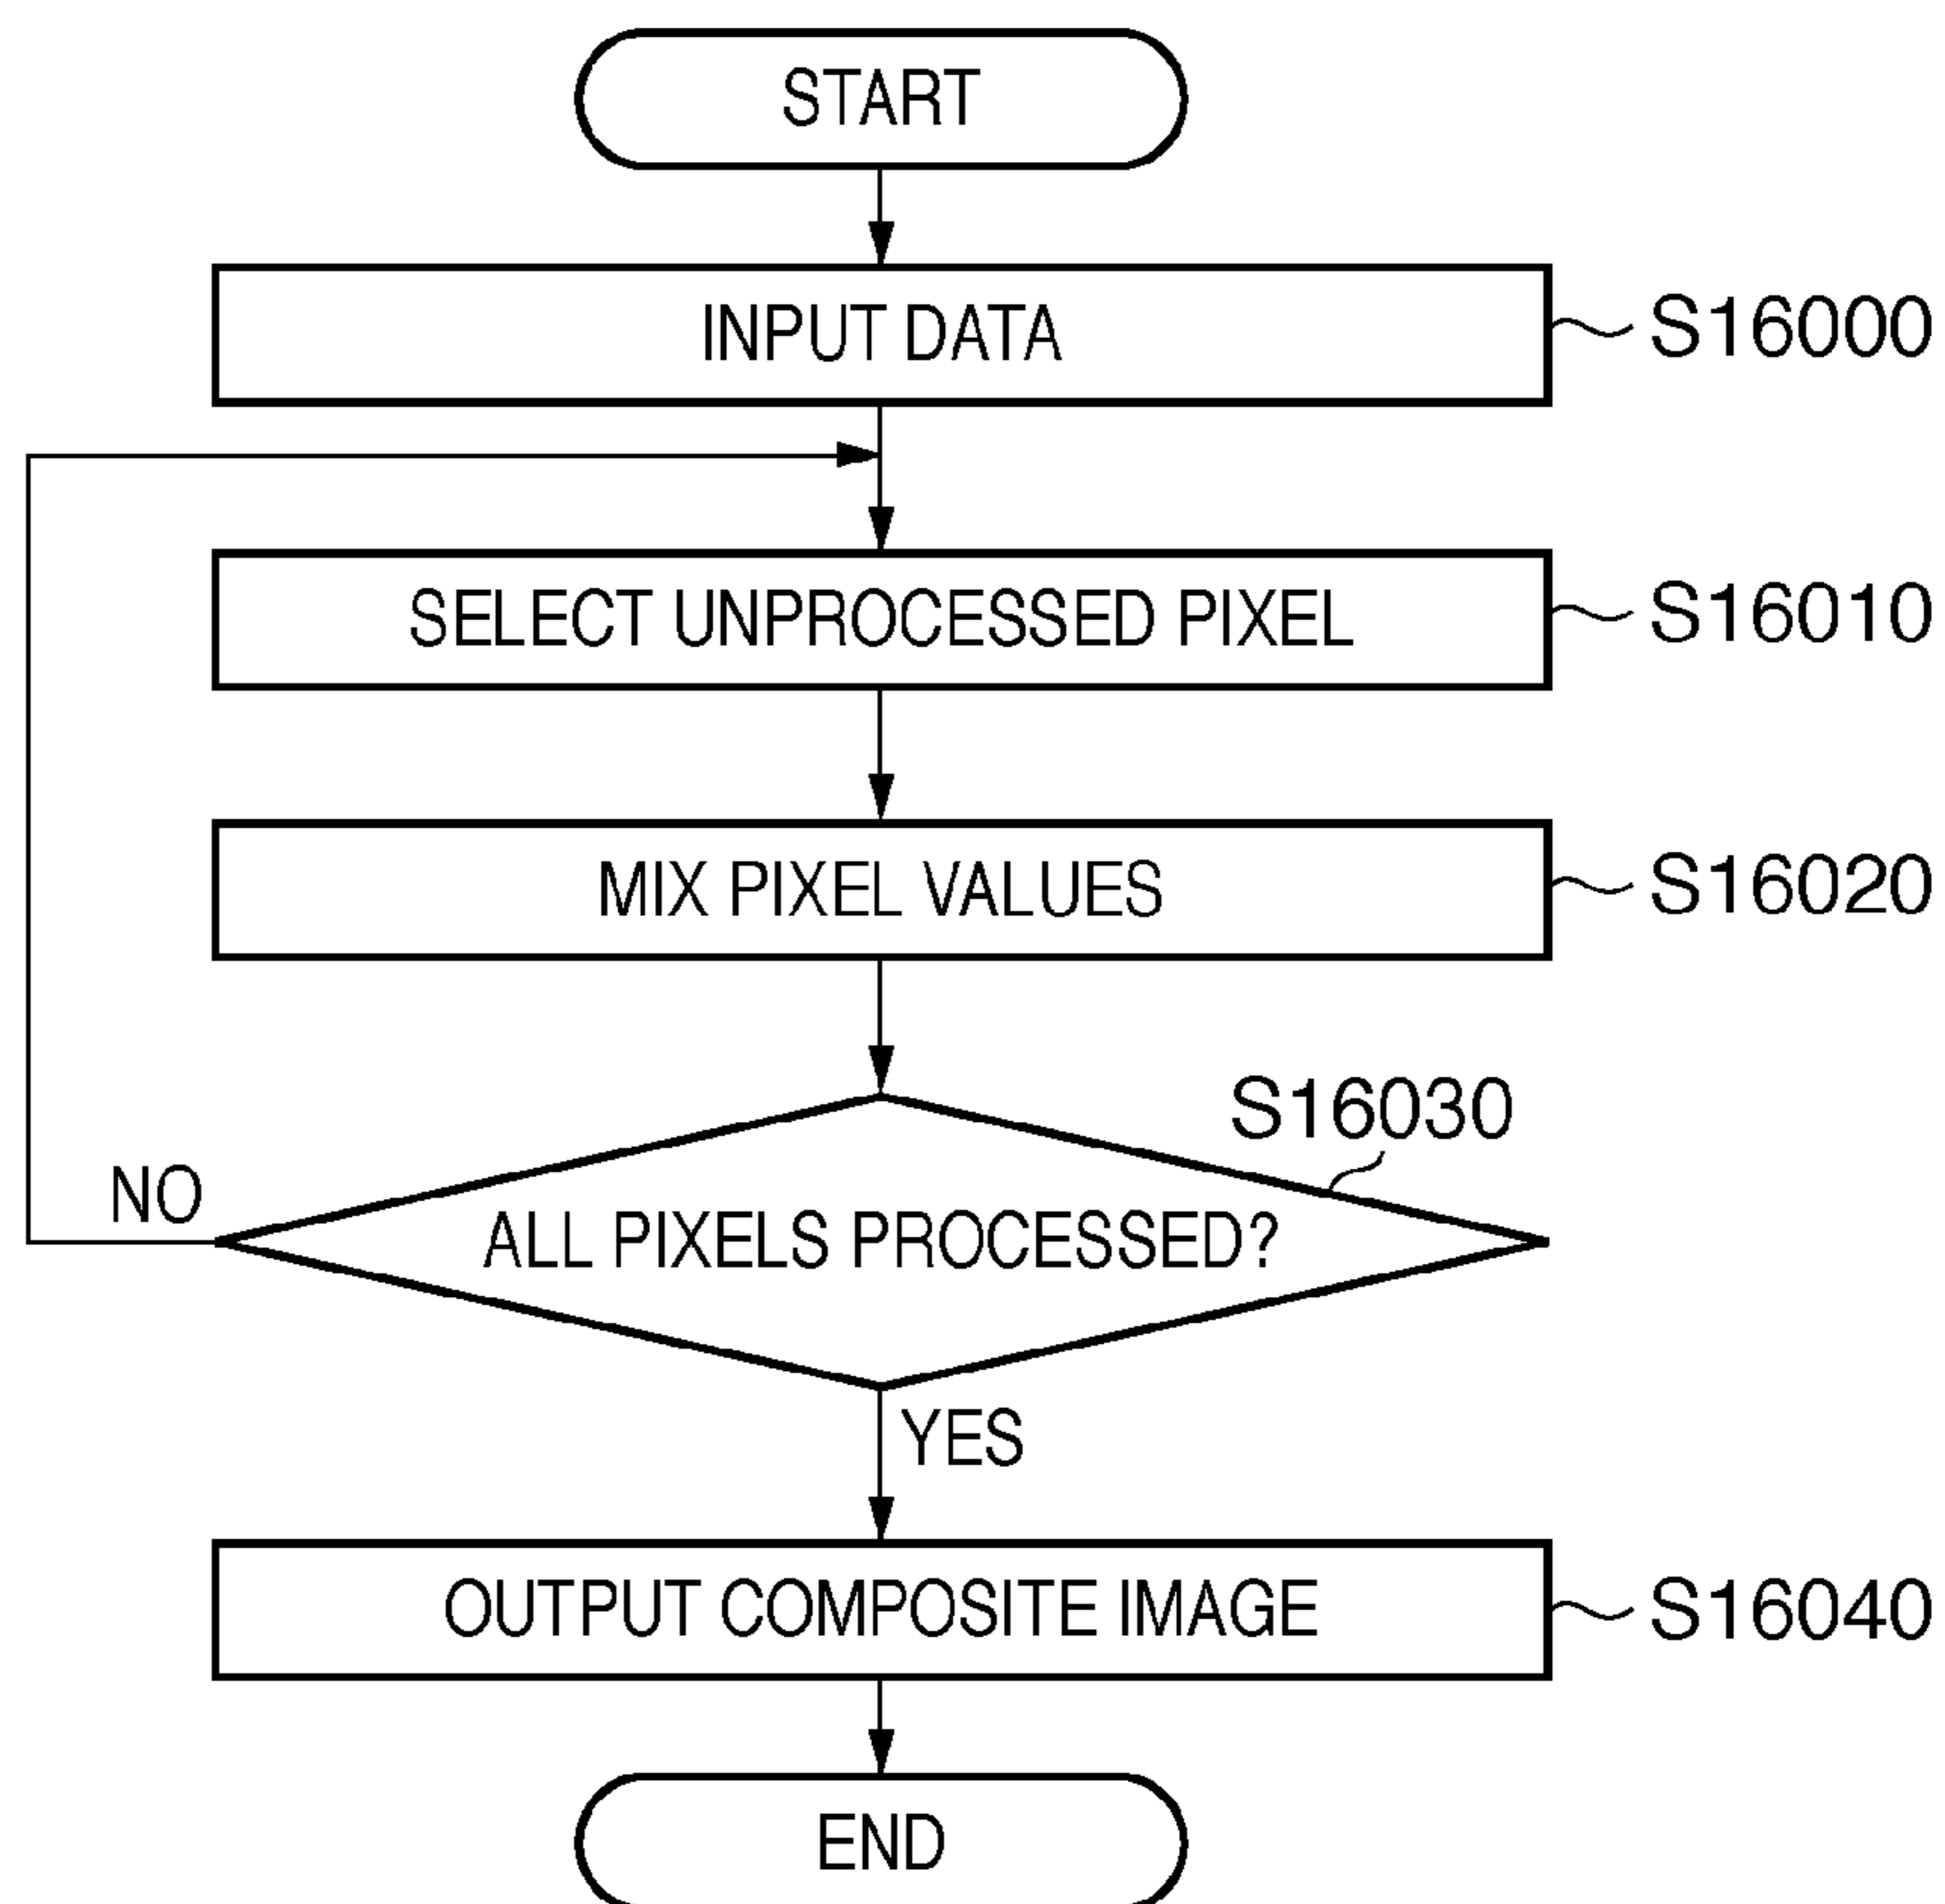 START
INPUT DATA
S16000
SELECT UNPROCESSED PIXEL
S16010
MIX PIXEL VALUES
S16020
S16030
NO
ALL PIXELS PROCESSED?
YES
OUTPUT COMPOSITE IMAGE
S16040
END